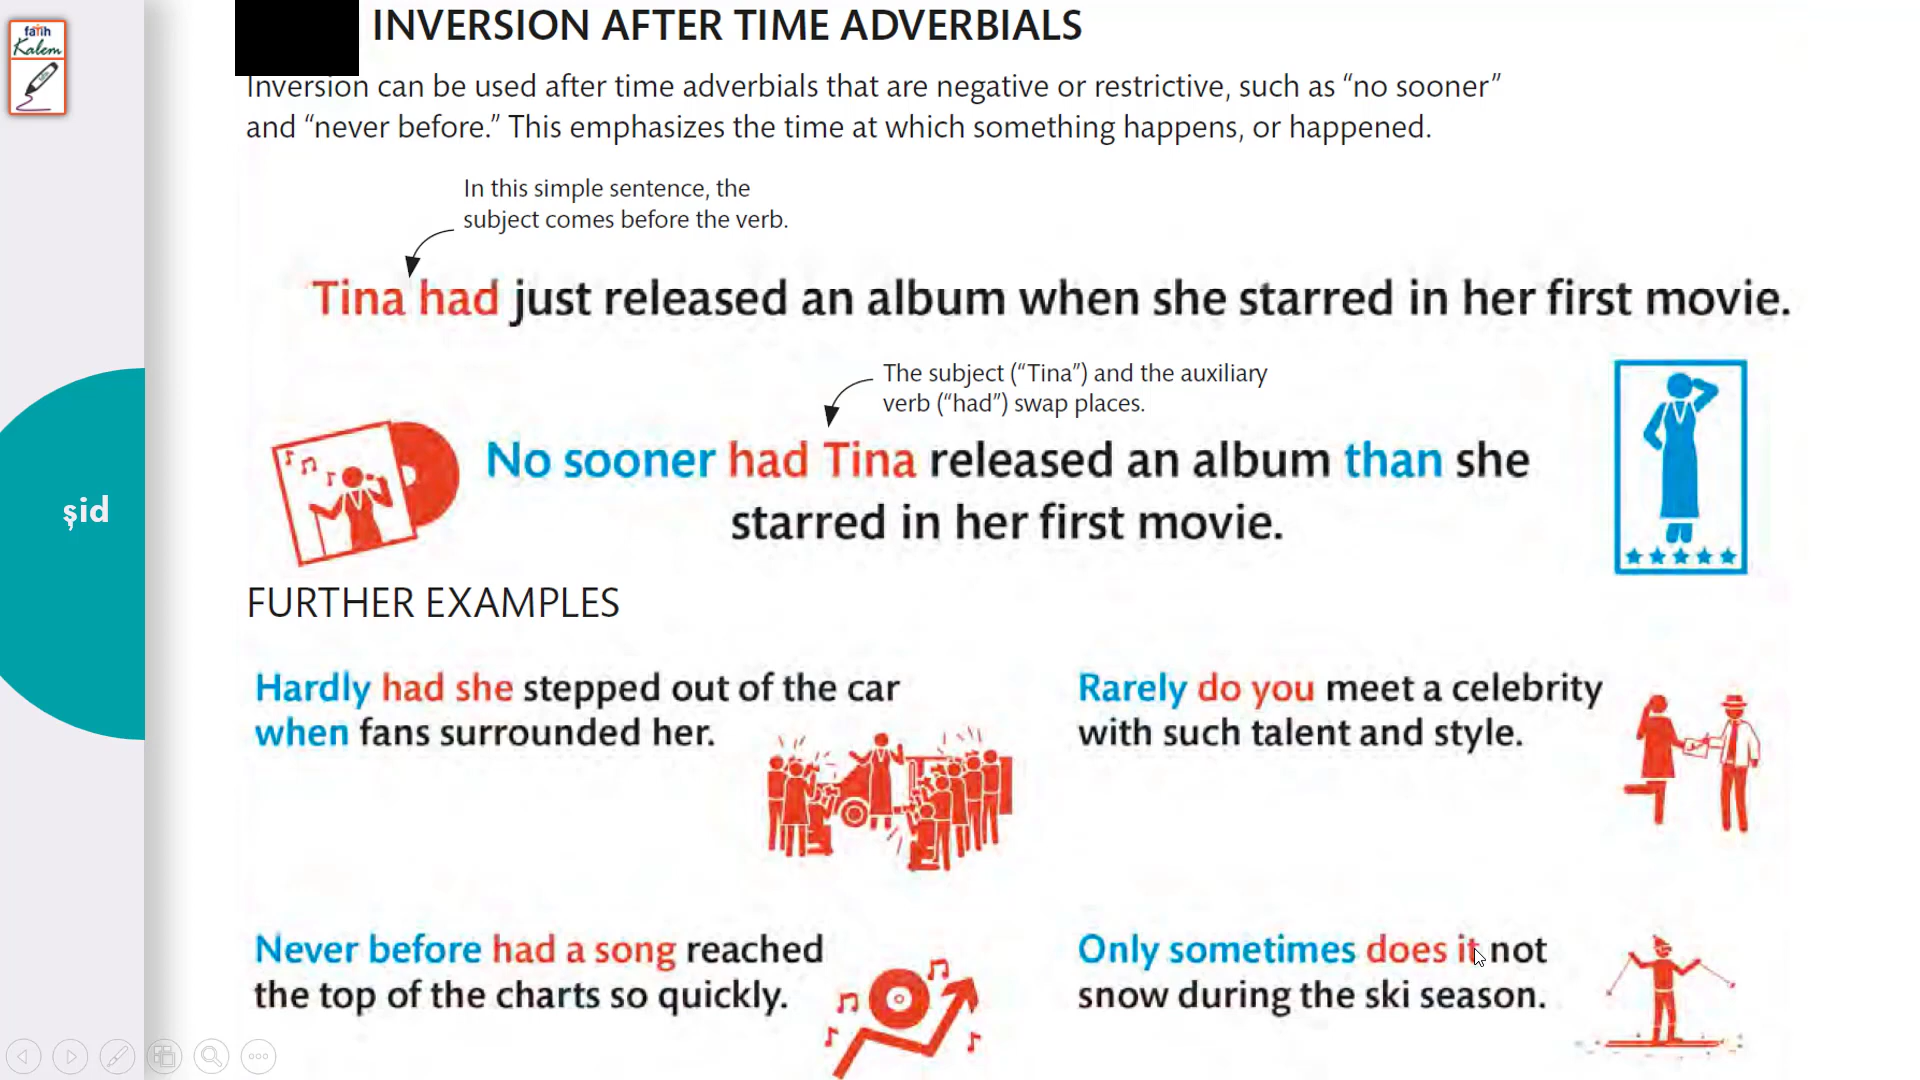 fatih
Kalem
INVERSION AFTER TIME ADVERBIALS
Inversion can be used after time adverbials that are negative or restrictive, such as “no sooner”
and “never before.” This emphasizes the time at which something happens, or happened.
In this simple sentence, the
subject comes before the verb.
Tina had just released an album when she starred in her first movie.
The subject (“Tina”) and the auxiliary
verb (“had”) swap places.
No sooner had Tina released an album than she
starred in her first movie.
şid
FURTHER EXAMPLES
Hardly had she stepped out of the car
when fans surrounded her.
Rarely do you meet a celebrity
with such talent and style.
Never before had a song reached
the top of the charts so quickly.
Only sometimes does it not
snow during the ski season.